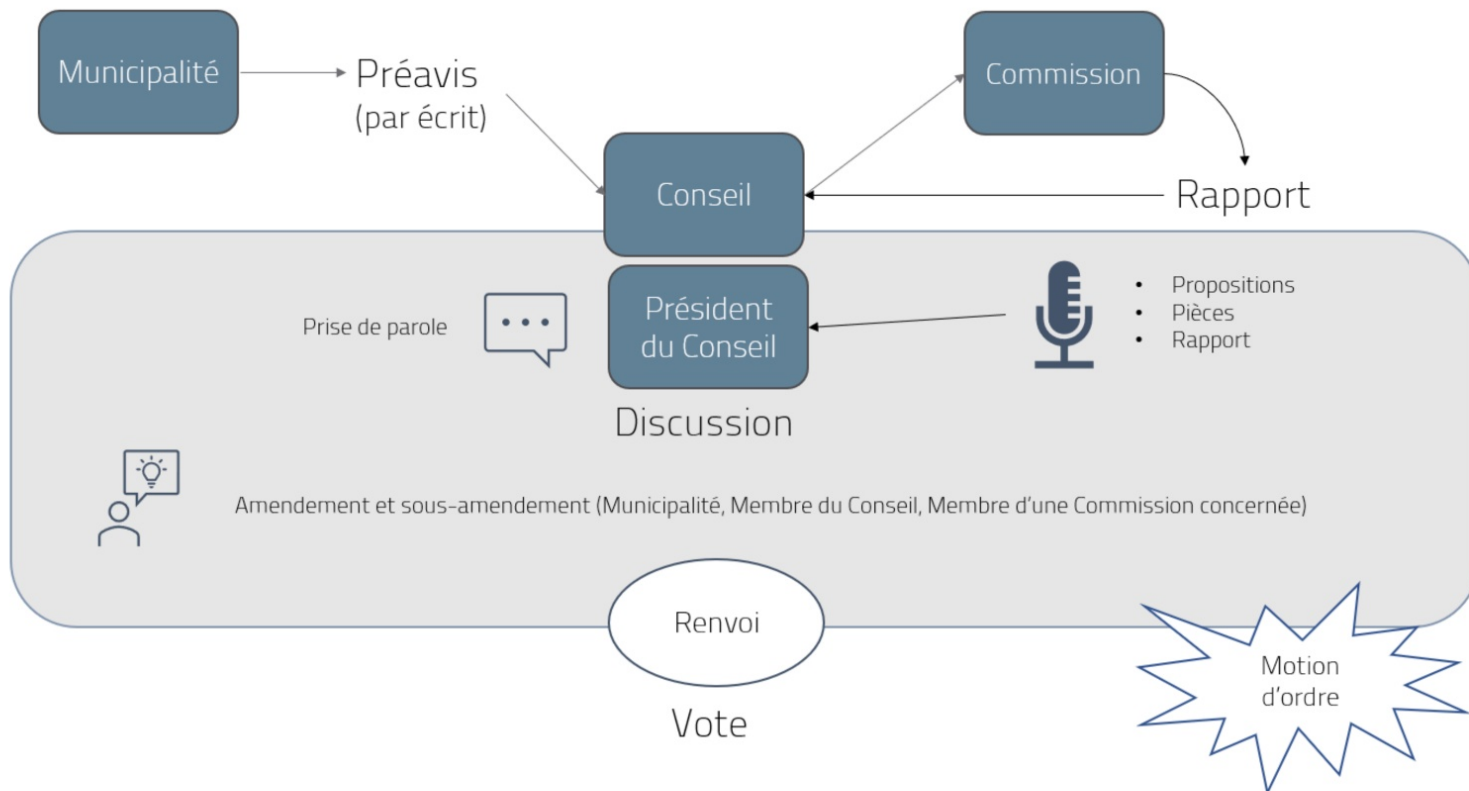 Municipalité
Préavis
(par écrit)
Commission
Conseil
Rapport
Prise de parole
Président
du Conseil
• Propositions
• Pièces
• Rapport
Discussion
Amendement et sous-amendement (Municipalité, Membre du Conseil, Membre d'une Commission concernée)
Renvoi
Motion
d'ordre
Vote